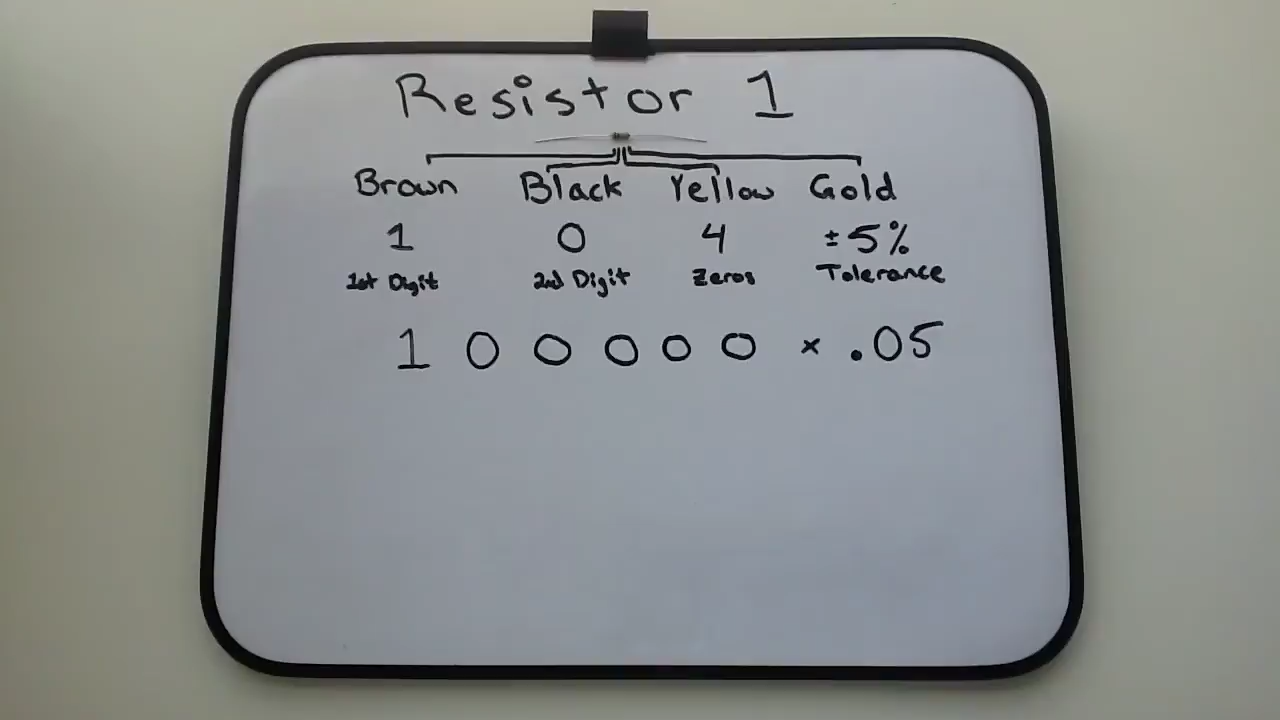 Resistor 1
Brown Black Yellow Gold
1 0 4 ±5%
1st Digit 2nd Digit Zeros Tolerance
1 0 0 0 0 0 × .05